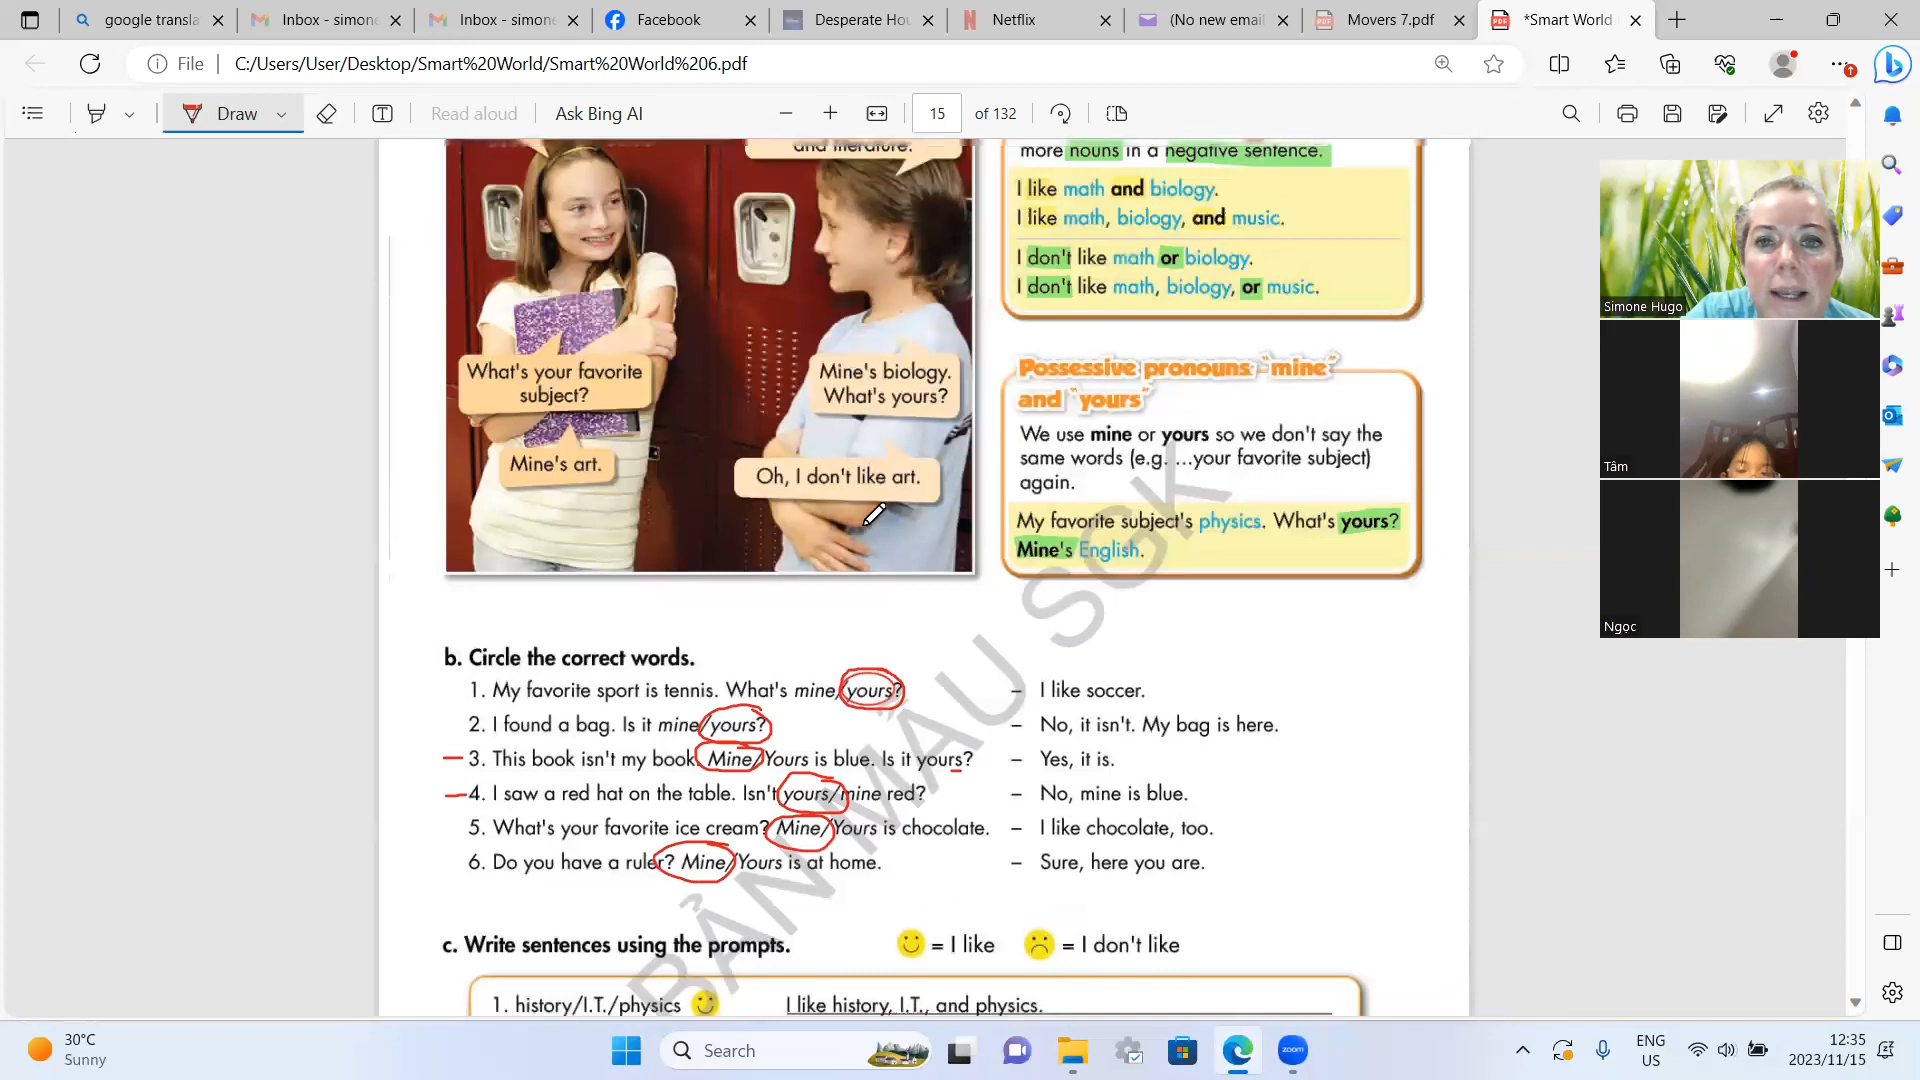 google transla
Inbox - simone
Inbox - simone
Facebook
Desperate Hou
Netflix
(No new email
Movers 7.pdf
*Smart World
File
C:/Users/User/Desktop/Smart%20World/Smart%20World%206.pdf
Draw
Read aloud
Ask Bing AI
15
of 132
and literature.
What's your favorite
subject?
Mine's biology.
What's yours?
Mine's art.
Oh, I don't like art.
more nouns in a negative sentence.
I like math and biology.
I like math, biology, and music.
I don't like math or biology.
I don't like math, biology, or music.
Possessive pronouns "mine"
and "yours"
We use mine or yours so we don't say the
same words (e.g. ...your favorite subject)
again.
My favorite subject's physics. What's yours?
Mine's English.
b. Circle the correct words.
1. My favorite sport is tennis. What's mine/yours? – I like soccer.
2. I found a bag. Is it mine/yours? – No, it isn't. My bag is here.
3. This book isn't my book. Mine/Yours is blue. Is it yours? – Yes, it is.
4. I saw a red hat on the table. Isn't yours/mine red? – No, mine is blue.
5. What's your favorite ice cream? Mine/Yours is chocolate. – I like chocolate, too.
6. Do you have a ruler? Mine/Yours is at home. – Sure, here you are.
BẢN MẪU SGK
c. Write sentences using the prompts. = I like = I don't like
1. history/I.T./physics I like history, I.T., and physics.
Simone Hugo
Tâm
Ngọc
30°C
Sunny
Search
zoom
ENG
US
12:35
2023/11/15